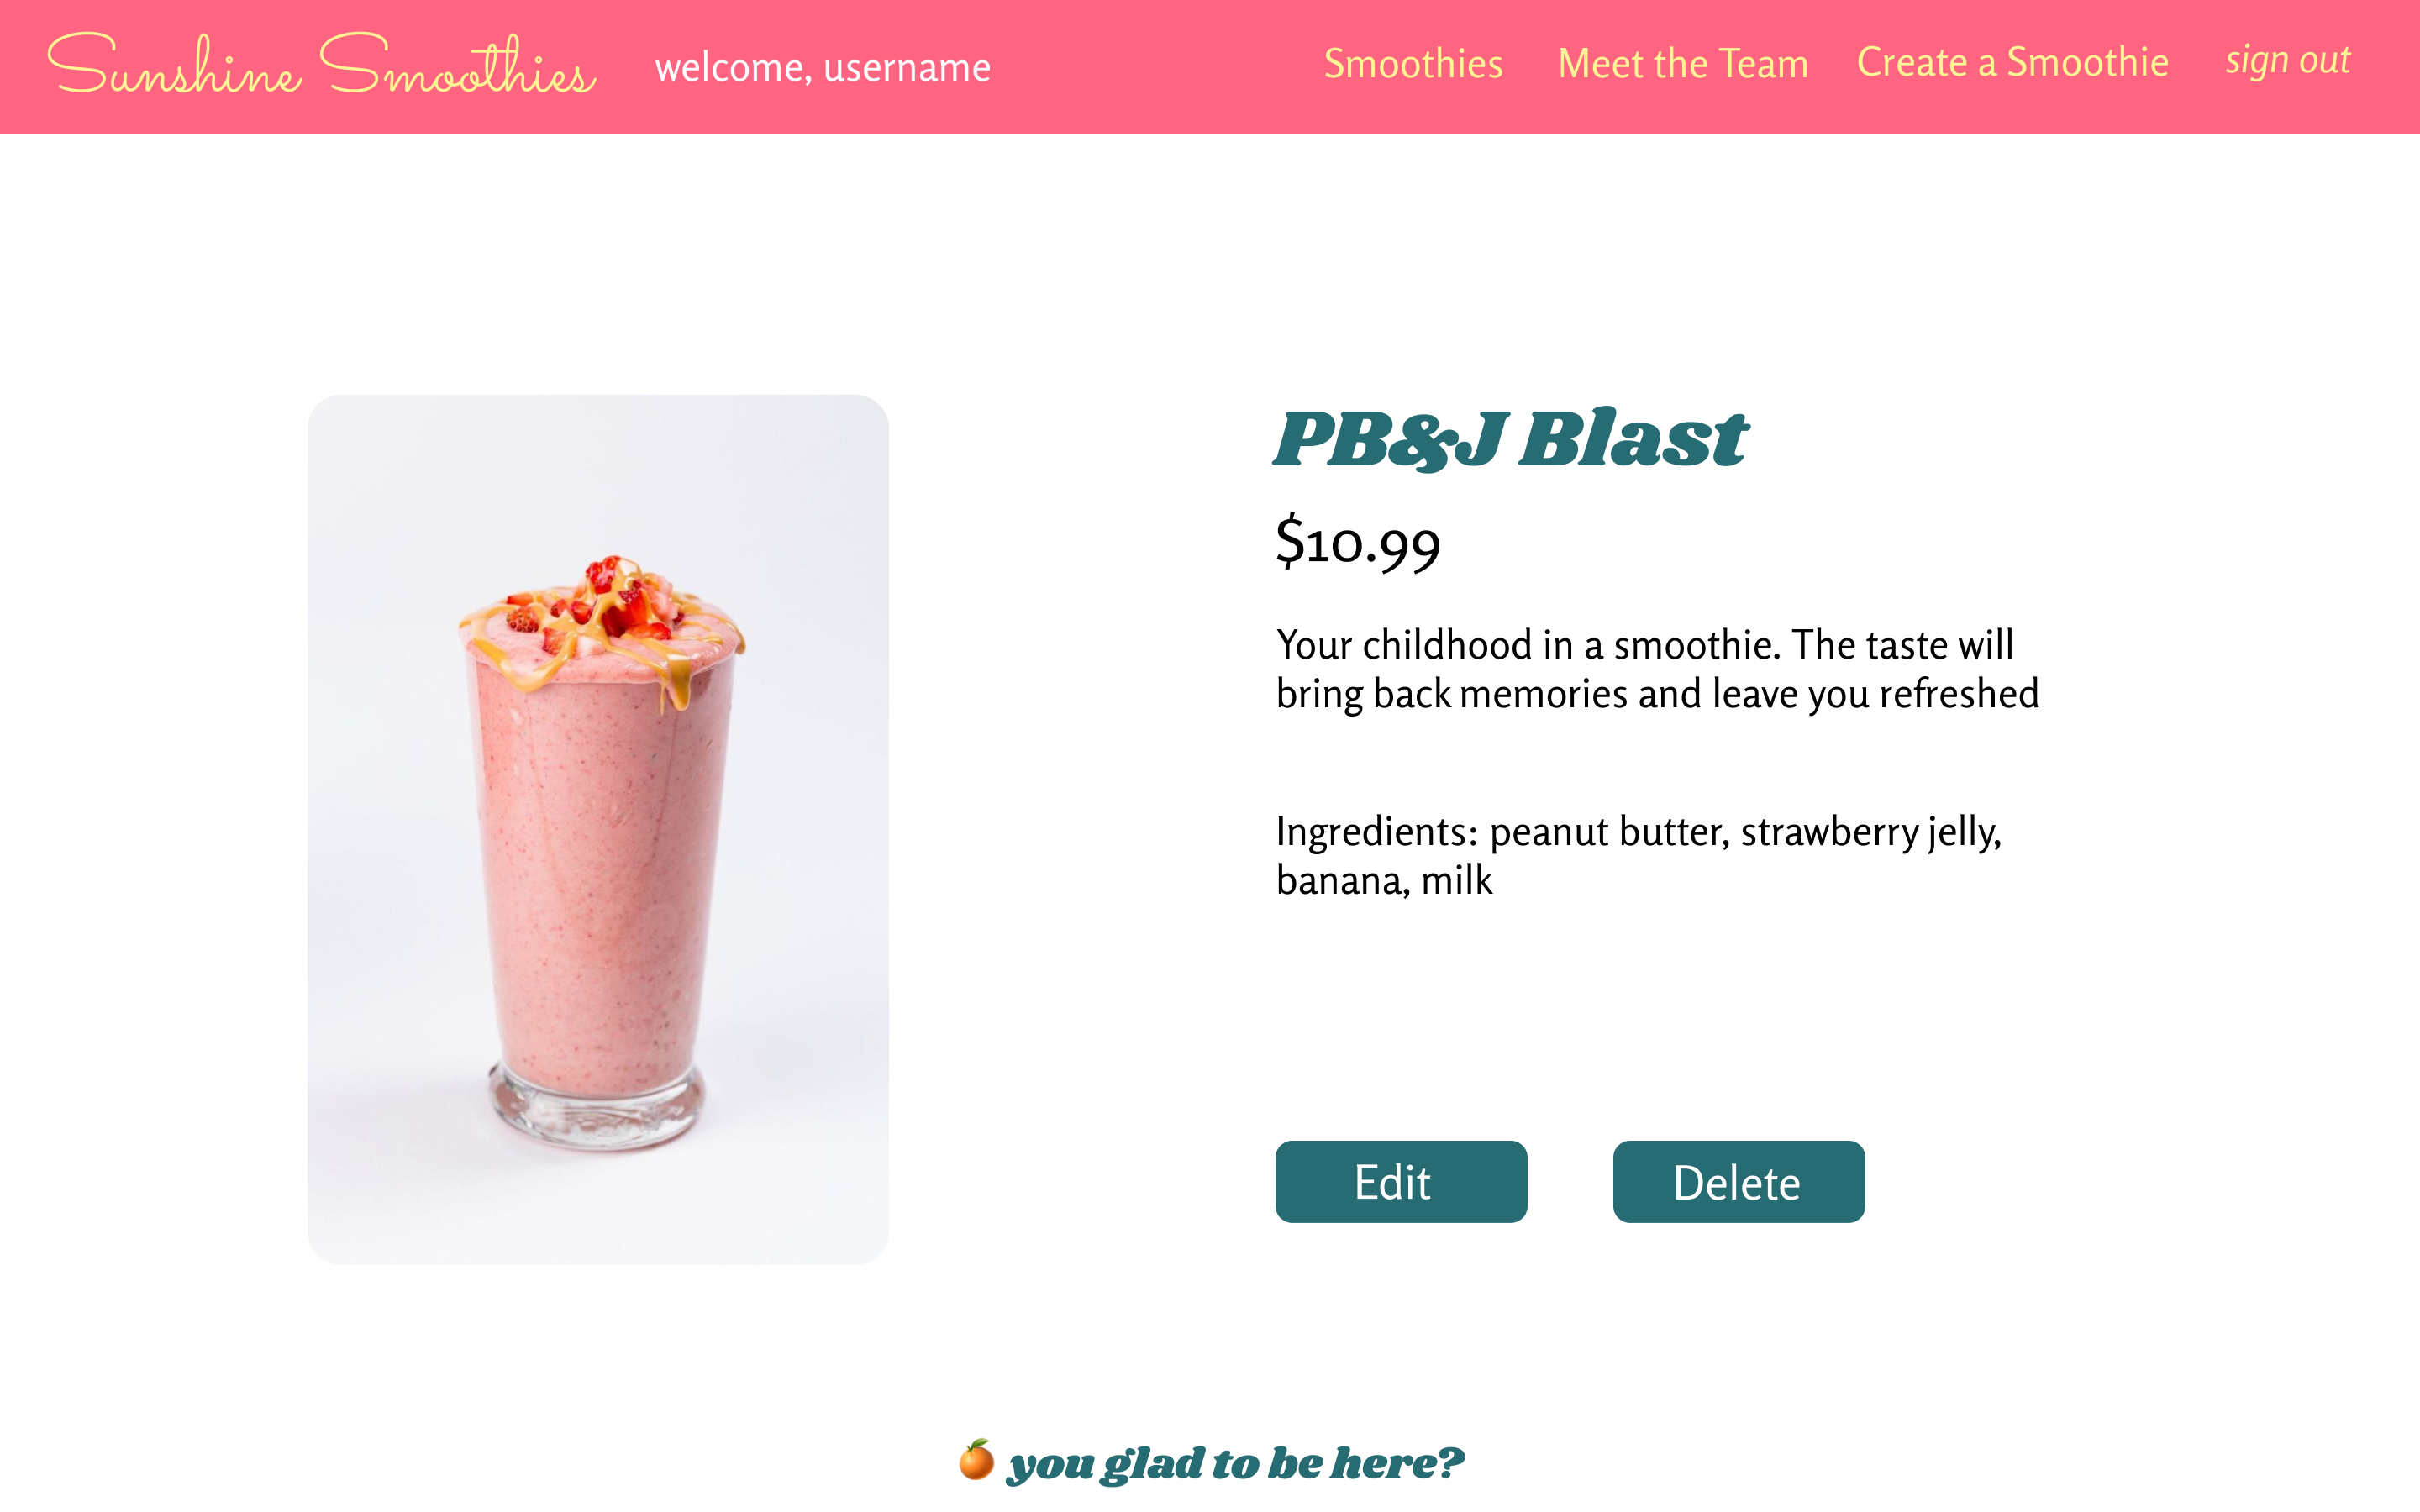 Sunshine Smoothies
welcome, username
Smoothies
Meet the Team
Create a Smoothie
sign out
PB&J Blast
$10.99
Your childhood in a smoothie. The taste will
bring back memories and leave you refreshed
Ingredients: peanut butter, strawberry jelly,
banana, milk
Edit
Delete
🍊 you glad to be here?